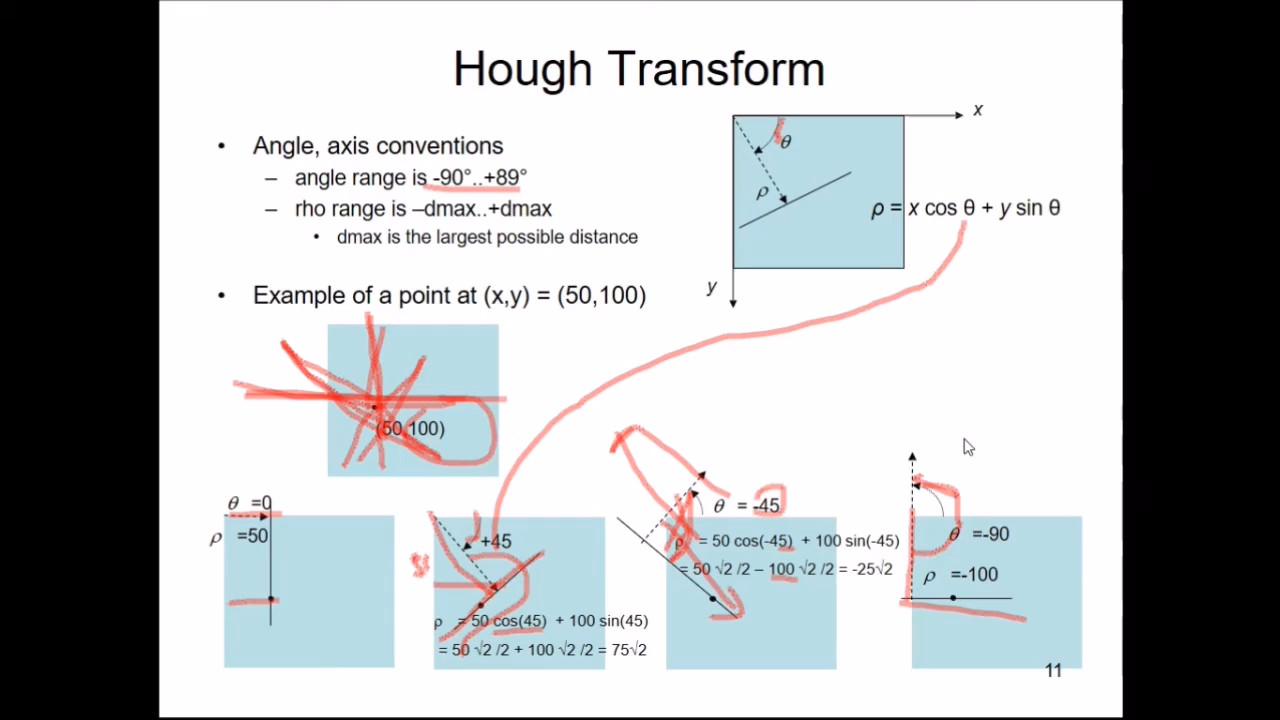 Hough Transform
• Angle, axis conventions
– angle range is -90°..+89°
– rho range is –dmax..+dmax
• dmax is the largest possible distance
x
θ
ρ
ρ = x cos θ + y sin θ
y
• Example of a point at (x,y) = (50,100)
(50,100)
θ =0
ρ =50
+45
ρ = 50 cos(45) + 100 sin(45)
= 50 √2 /2 + 100 √2 /2 = 75√2
θ = -45
ρ = 50 cos(-45) + 100 sin(-45)
= 50 √2 /2 – 100 √2 /2 = -25√2
θ =-90
ρ =-100
11